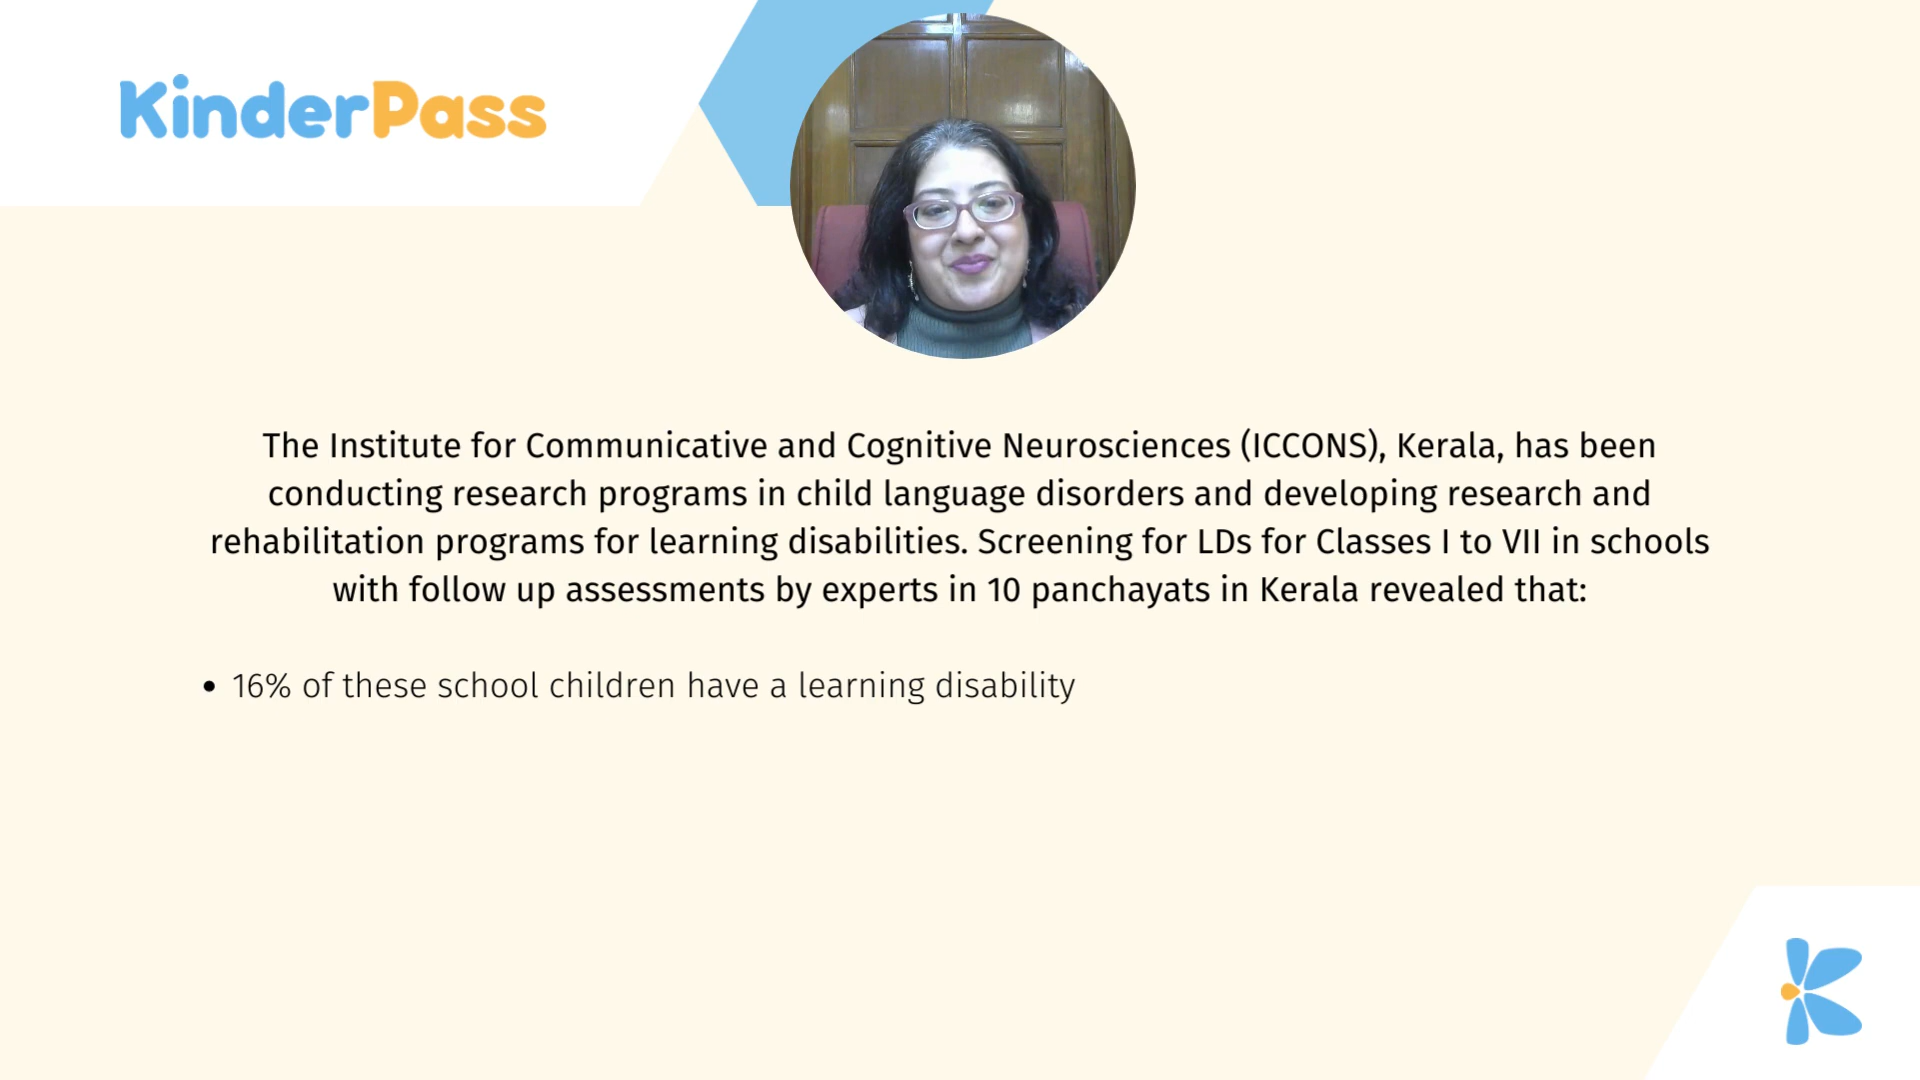 KinderPass
The Institute for Communicative and Cognitive Neurosciences (ICCONS), Kerala, has been
conducting research programs in child language disorders and developing research and
rehabilitation programs for learning disabilities. Screening for LDs for Classes I to VII in schools
with follow up assessments by experts in 10 panchayats in Kerala revealed that:
• 16% of these school children have a learning disability